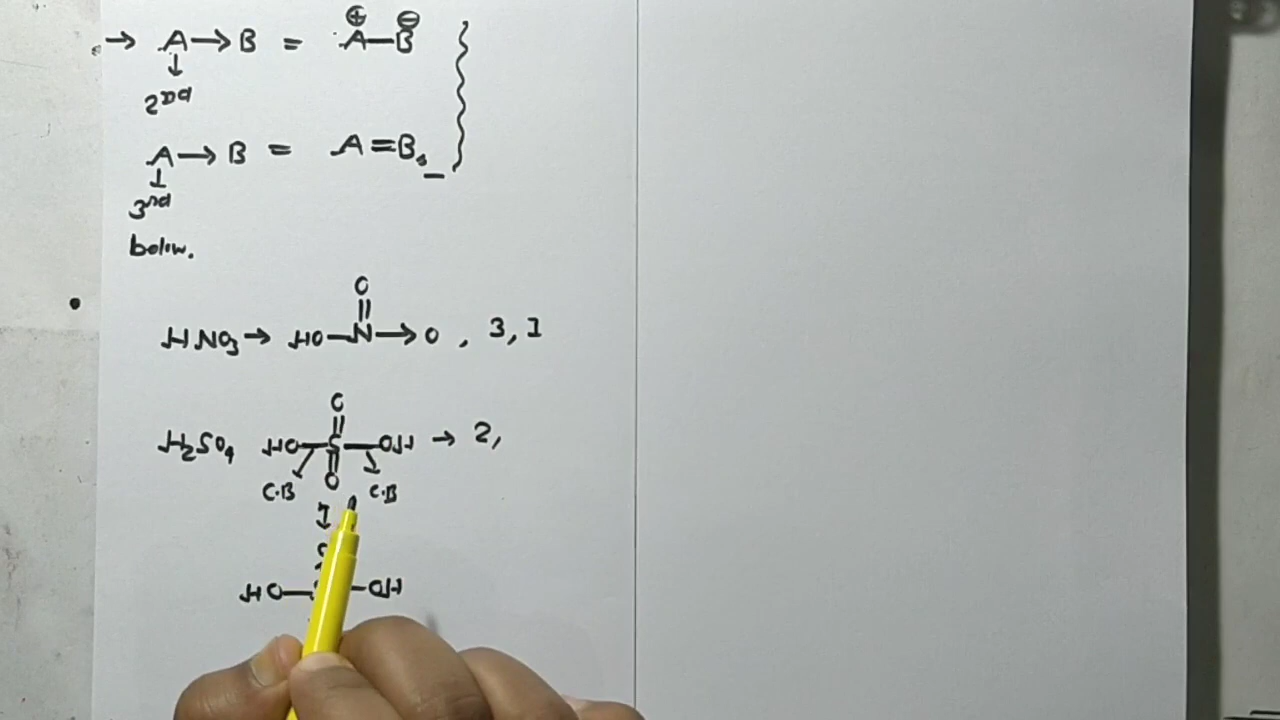 → A→B = A⊕—B⊖
↓
2nd
A→B = A=B.
↓
3rd
below.
O
||
HNO3→ HO—N→O , 3,1
O
||
H2SO4 HO—S—OH → 2,
||
O
C.B C.B
↓
HO— —OH